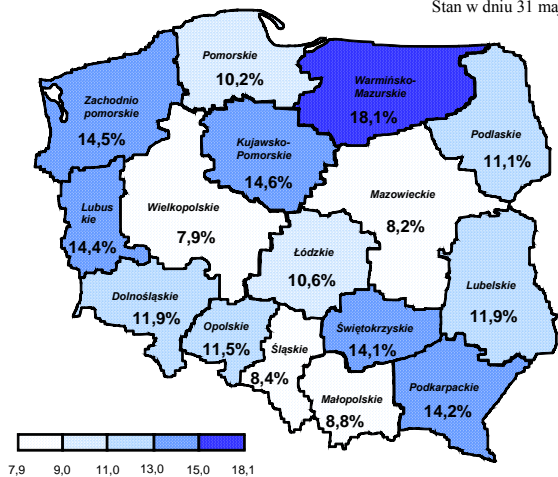 Stan w dniu 31 maj
Pomorskie
10,2%
Warmińsko-
Mazurskie
18,1%
Zachodnio
pomorskie
14,5%
Podlaskie
11,1%
Kujawsko-
Pomorskie
14,6%
Mazowieckie
8,2%
Lubus
kie
14,4%
Wielkopolskie
7,9%
Łódzkie
10,6%
Lubelskie
11,9%
Dolnośląskie
11,9%
Opolskie
11,5%
Śląskie
8,4%
Świętokrzyskie
14,1%
Małopolskie
8,8%
Podkarpackie
14,2%
7,9 9,0 11,0 13,0 15,0 18,1